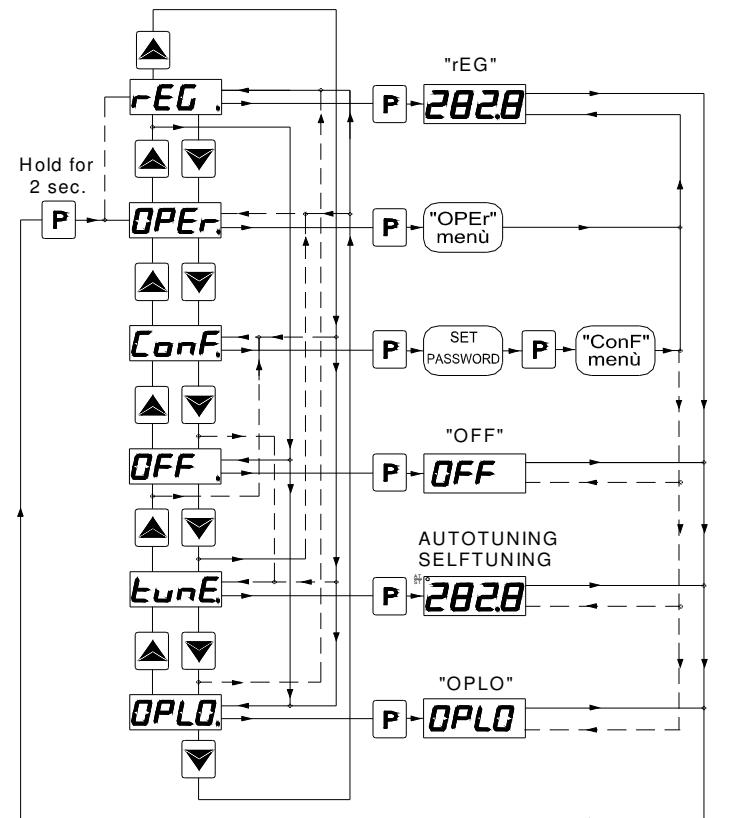 "rEG"
rEG.
P
282.8
Hold for
2 sec.
P
OPEr.
P
"OPEr"
menù
ConF.
P
SET
PASSWORD
P
"ConF"
menù
"OFF"
OFF.
P
OFF
AUTOTUNING
SELFTUNING
tunE.
P
282.8
"OPLO"
OPLO.
P
OPLO